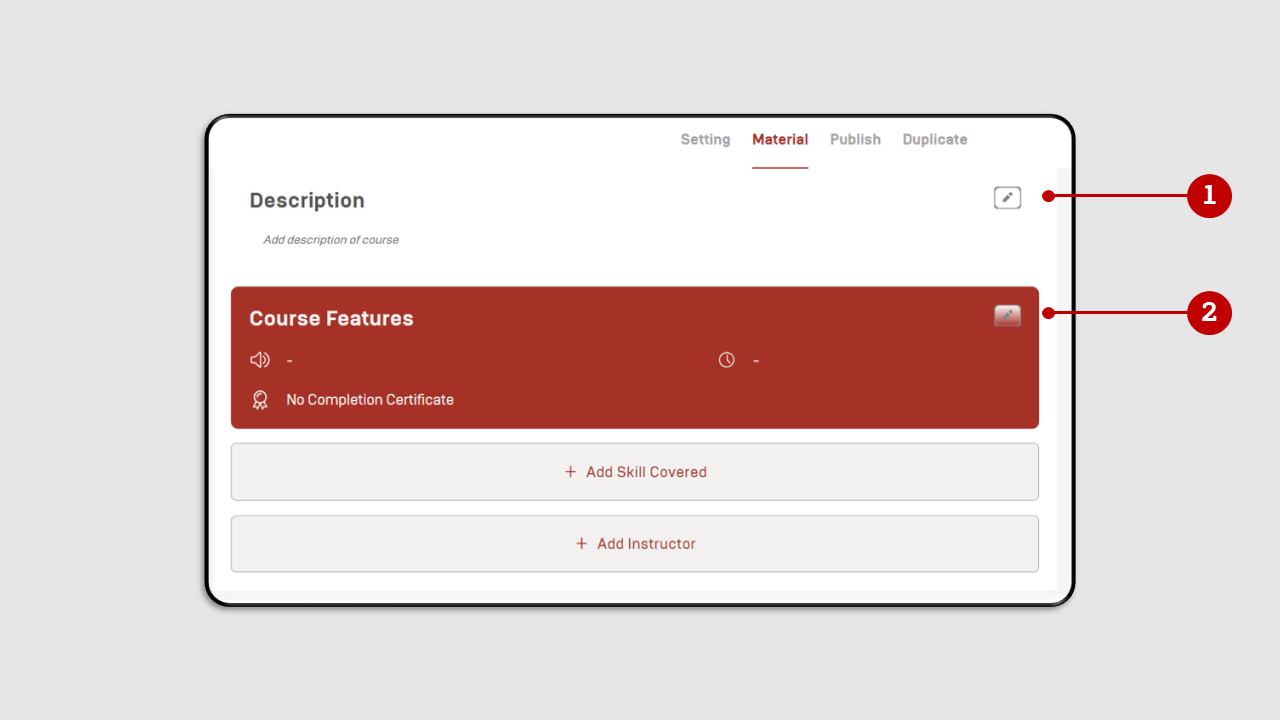 Setting Material Publish Duplicate
Description
1
Add description of course
Course Features
2
- -
No Completion Certificate
+ Add Skill Covered
+ Add Instructor